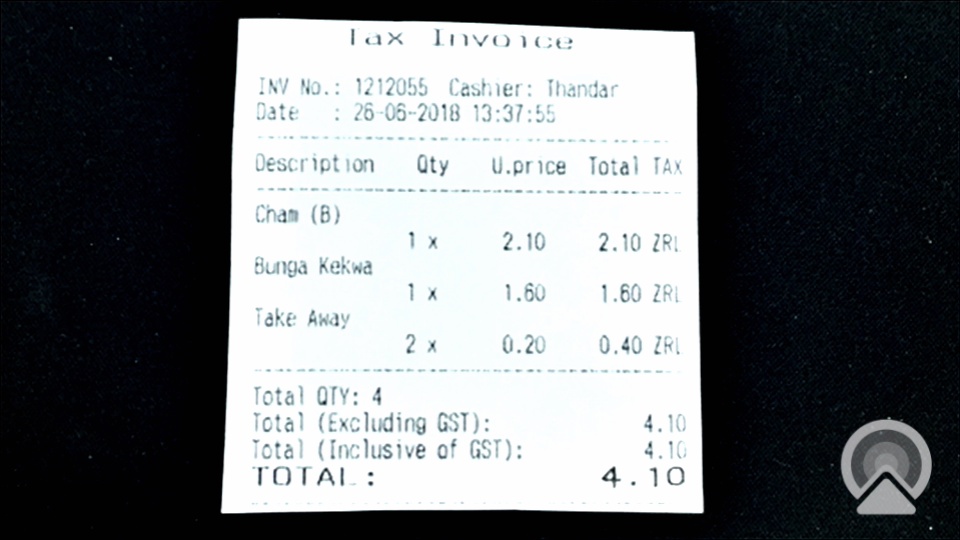 Tax Invoice
INV No.: 1212055 Cashier: Thandar
Date : 26-06-2018 13:37:55
Description Qty U.price Total TAX
Cham (B)
1 x 2.10 2.10 ZRL
Bunga Kekwa
1 x 1.60 1.60 ZRL
Take Away
2 x 0.20 0.40 ZRL
Total QTY: 4
Total (Excluding GST): 4.10
Total (Inclusive of GST): 4.10
TOTAL: 4.10